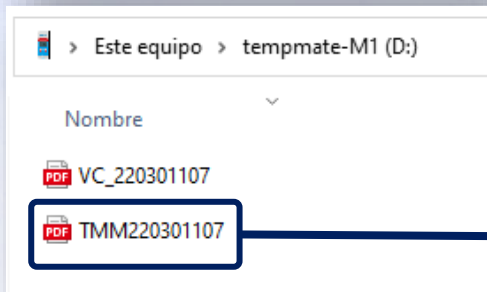 Este equipo > tempmate-M1 (D:)
Nombre
PDF VC_220301107
PDF TMM220301107